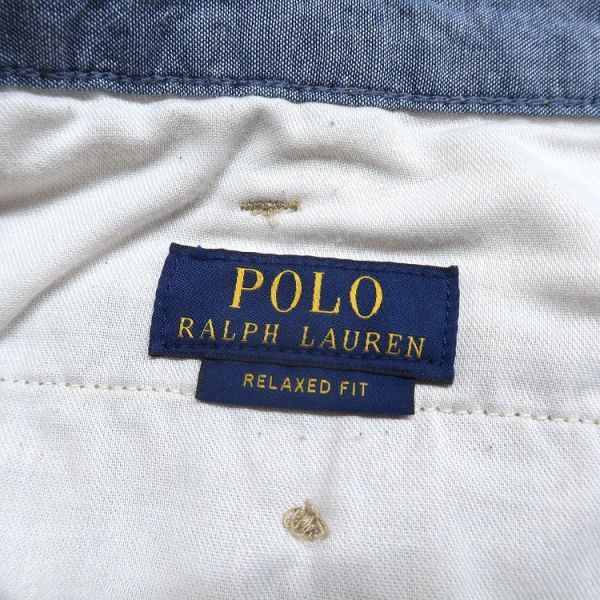 POLO
RALPH LAUREN
RELAXED FIT